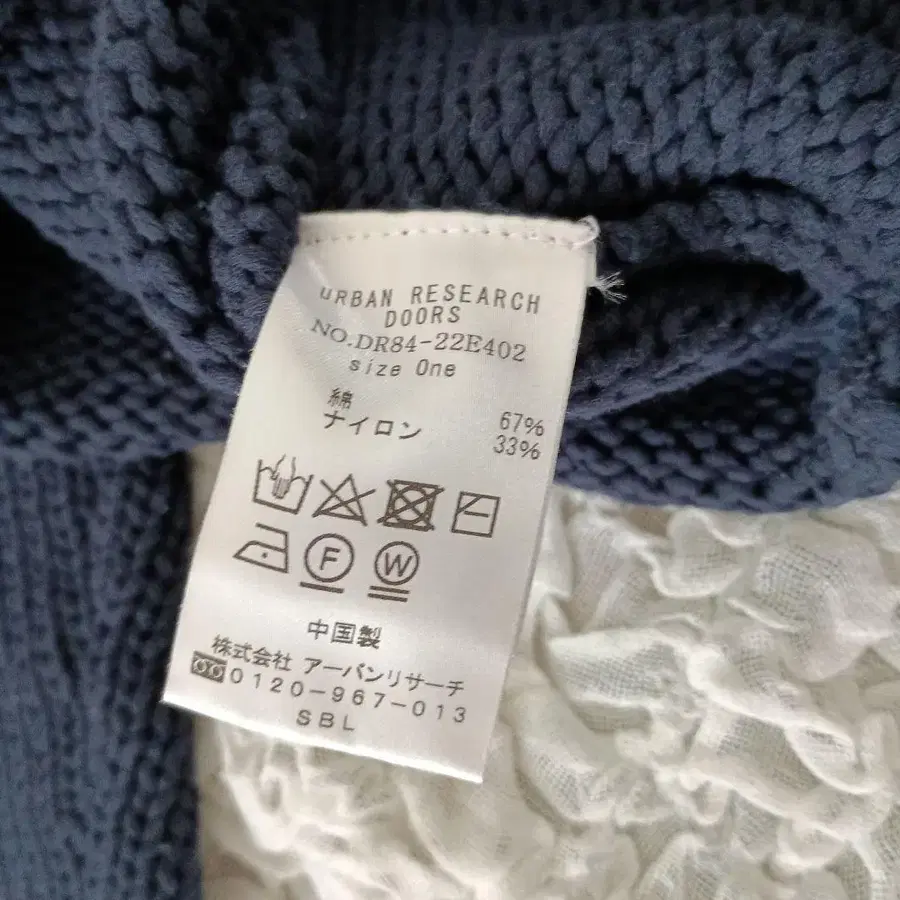 URBAN RESEARCH
DOORS
NO.DR84-22E402
size One
綿 67%
ナイロン 33%
F W
中国製
株式会社 アーバンリサーチ
0120-967-013
SBL